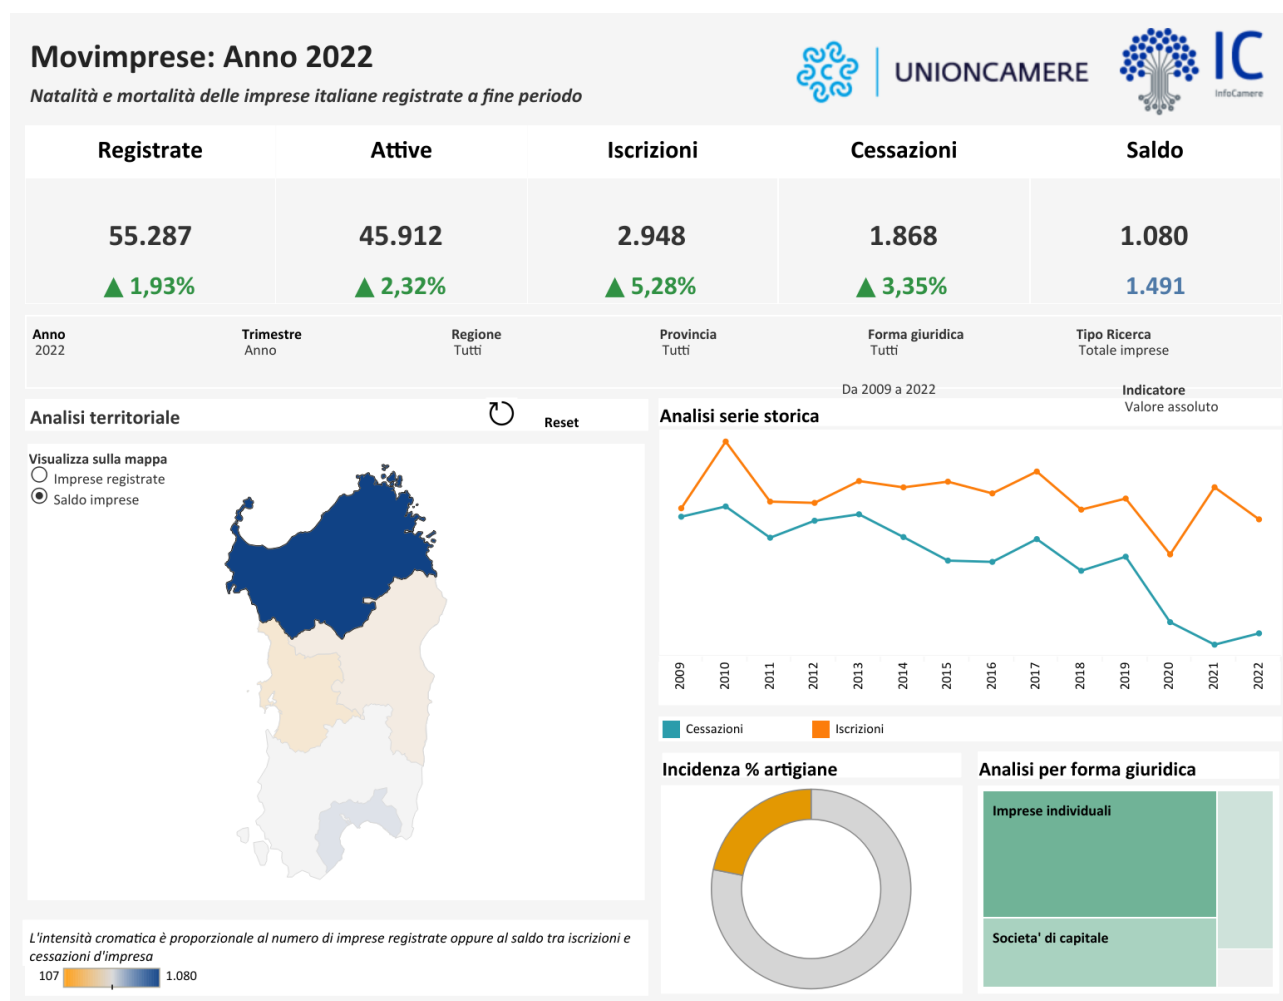 Movimprese: Anno 2022
Natalità e mortalità delle imprese italiane registrate a fine periodo
UNIONCAMERE
IC
InfoCamere
Registrate Attive Iscrizioni Cessazioni Saldo
55.287 45.912 2.948 1.868 1.080
▲ 1,93% ▲ 2,32% ▲ 5,28% ▲ 3,35% 1.491
Anno Trimestre Regione Provincia Forma giuridica Tipo Ricerca
2022 Anno Tutti Tutti Tutti Totale imprese
Da 2009 a 2022 Indicatore
Valore assoluto
Analisi territoriale Reset
Visualizza sulla mappa
Imprese registrate
Saldo imprese
L'intensità cromatica è proporzionale al numero di imprese registrate oppure al saldo tra iscrizioni e
cessazioni d'impresa
107 1.080
Analisi serie storica
2009 2010 2011 2012 2013 2014 2015 2016 2017 2018 2019 2020 2021 2022
Cessazioni Iscrizioni
Incidenza % artigiane
Analisi per forma giuridica
Imprese individuali
Societa' di capitale